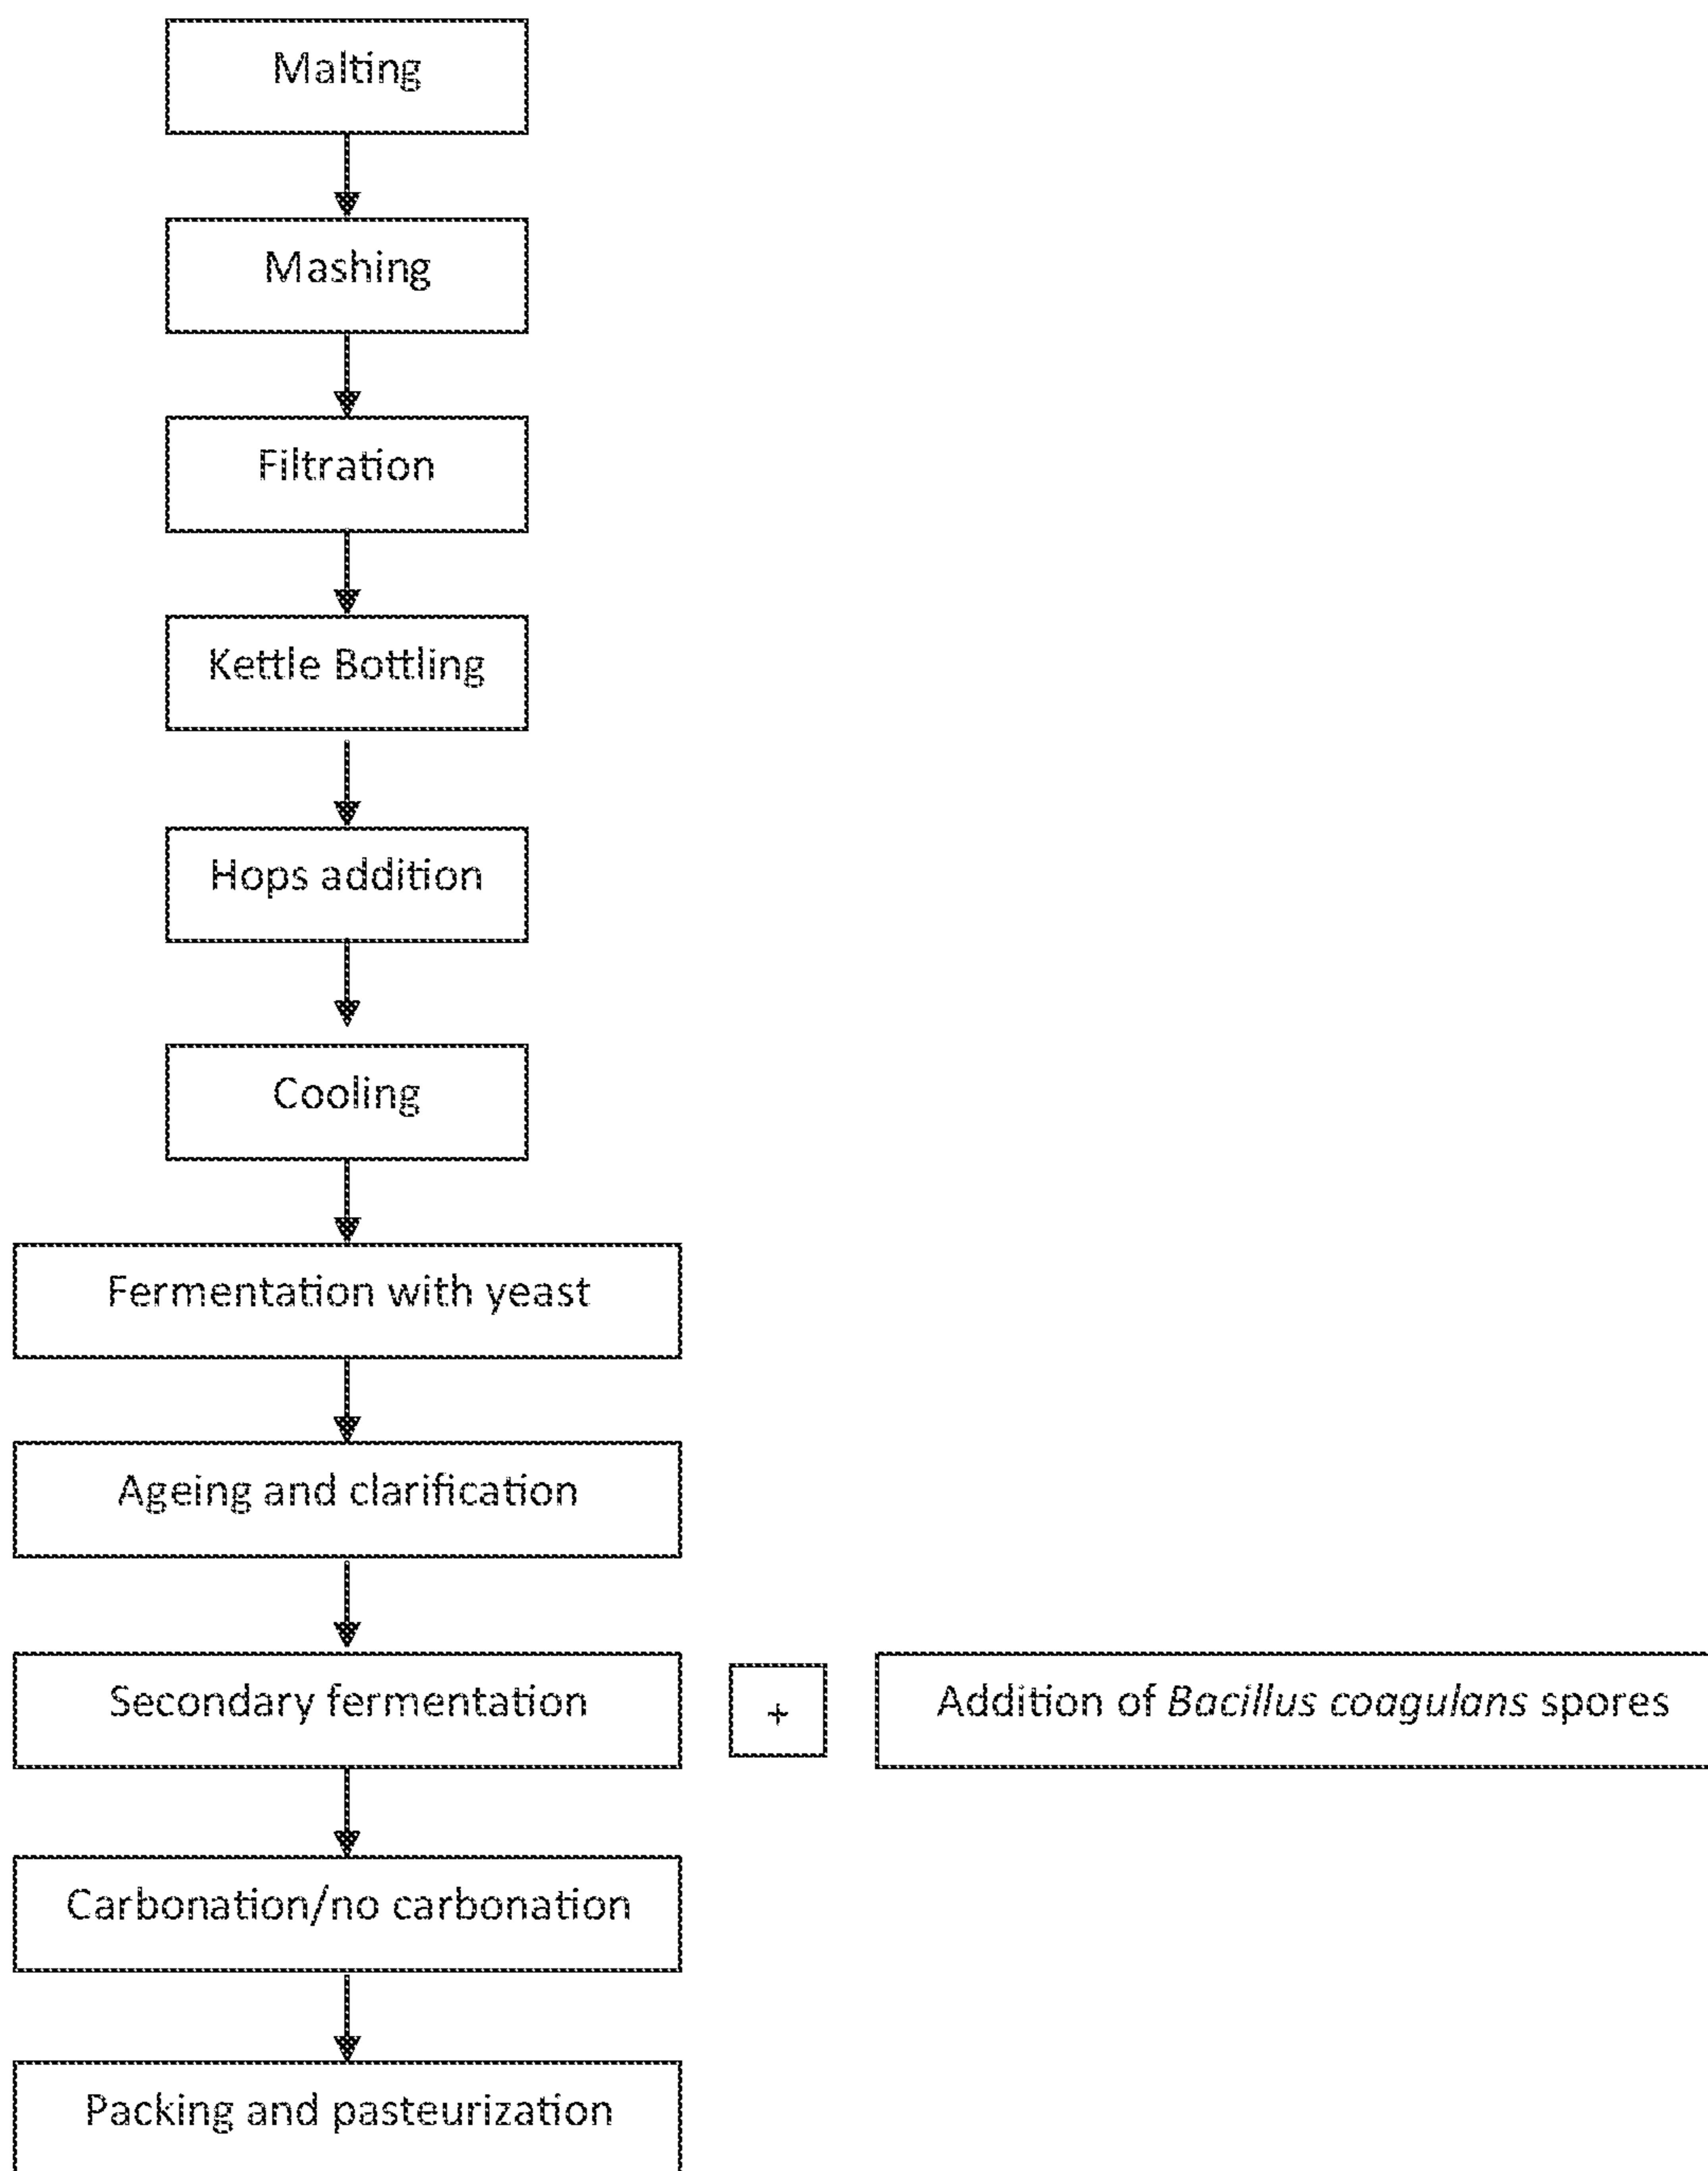 Malting
Mashing
Filtration
Kettle Bottling
Hops addition
Cooling
Fermentation with yeast
Ageing and clarification
Secondary fermentation + Addition of Bacillus coagulans spores
Carbonation/no carbonation
Packing and pasteurization